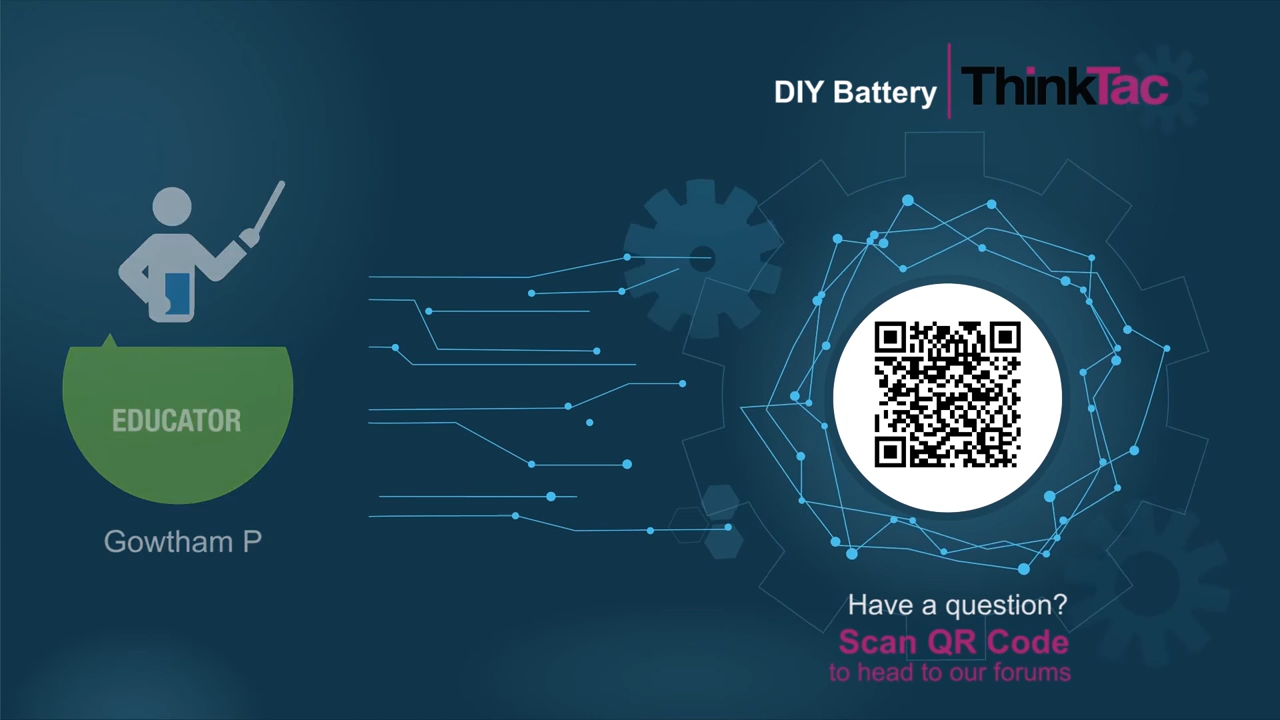 DIY Battery
ThinkTac
EDUCATOR
Gowtham P
Have a question?
Scan QR Code
to head to our forums